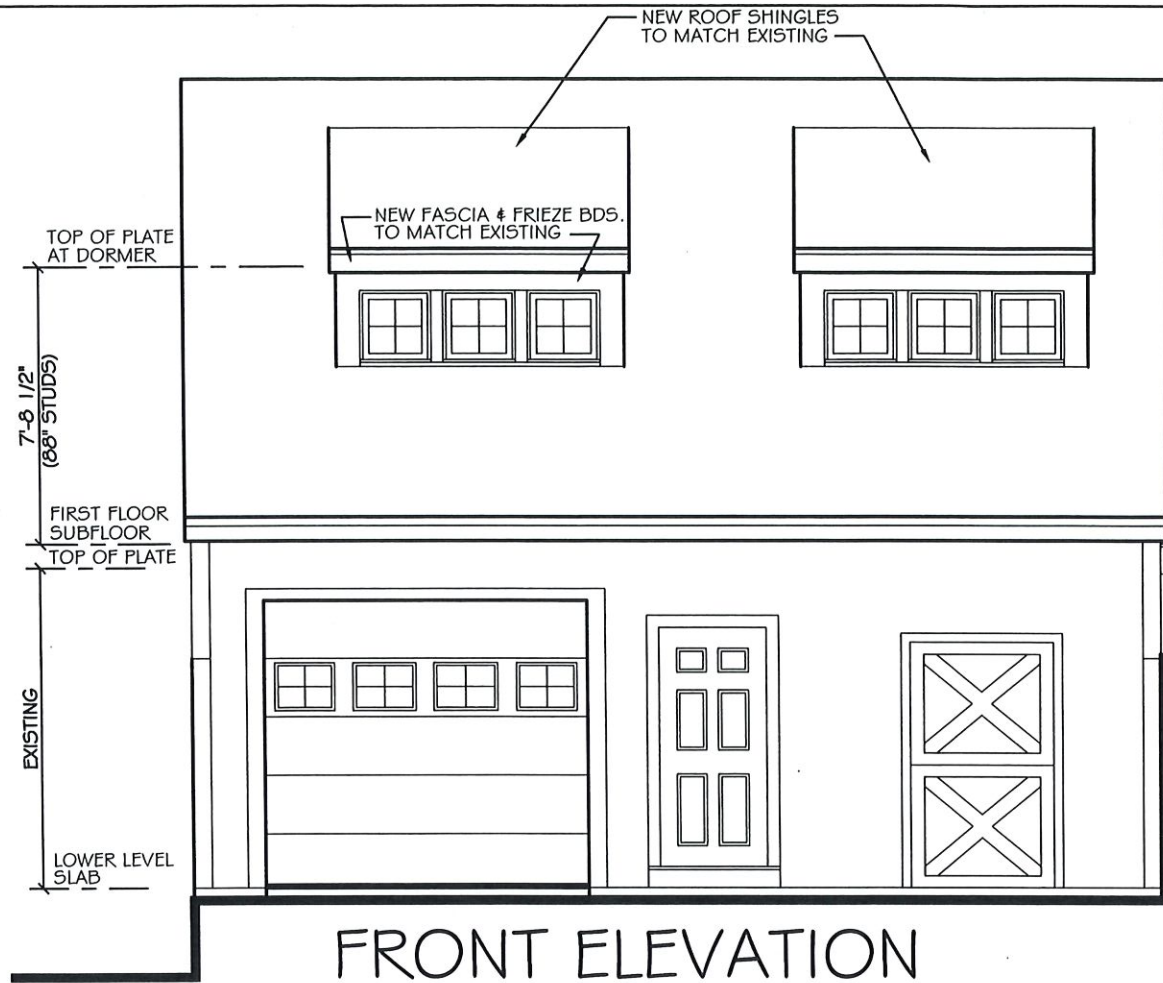 NEW ROOF SHINGLES
TO MATCH EXISTING
NEW FASCIA & FRIEZE BDS.
TO MATCH EXISTING
TOP OF PLATE
AT DORMER
7'-8 1/2"
(88" STUDS)
FIRST FLOOR
SUBFLOOR
TOP OF PLATE
EXISTING
LOWER LEVEL
SLAB
FRONT ELEVATION